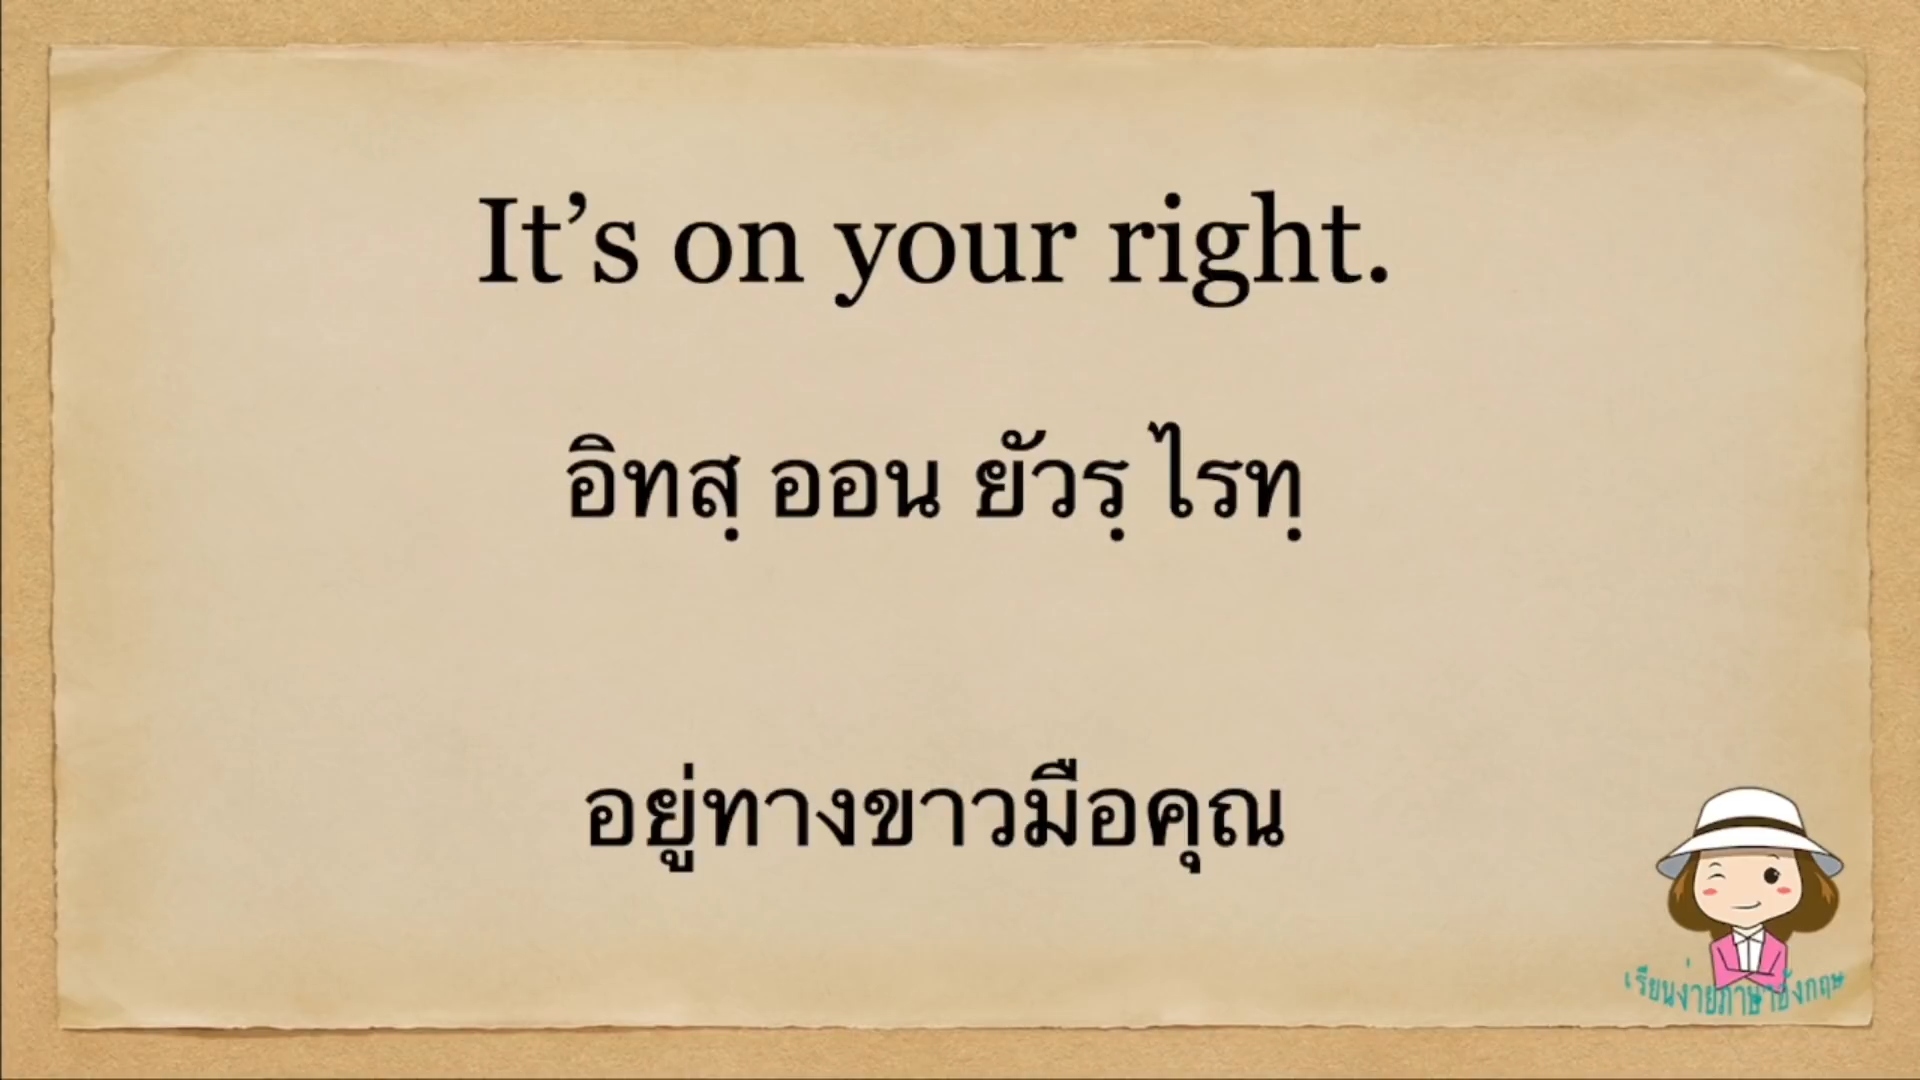 It’s on your right.
อิทสฺ ออน ยัวรฺ ไรทฺ
อยู่ทางขาวมือคุณ
เรียนง่ายภาษาอังกฤษ